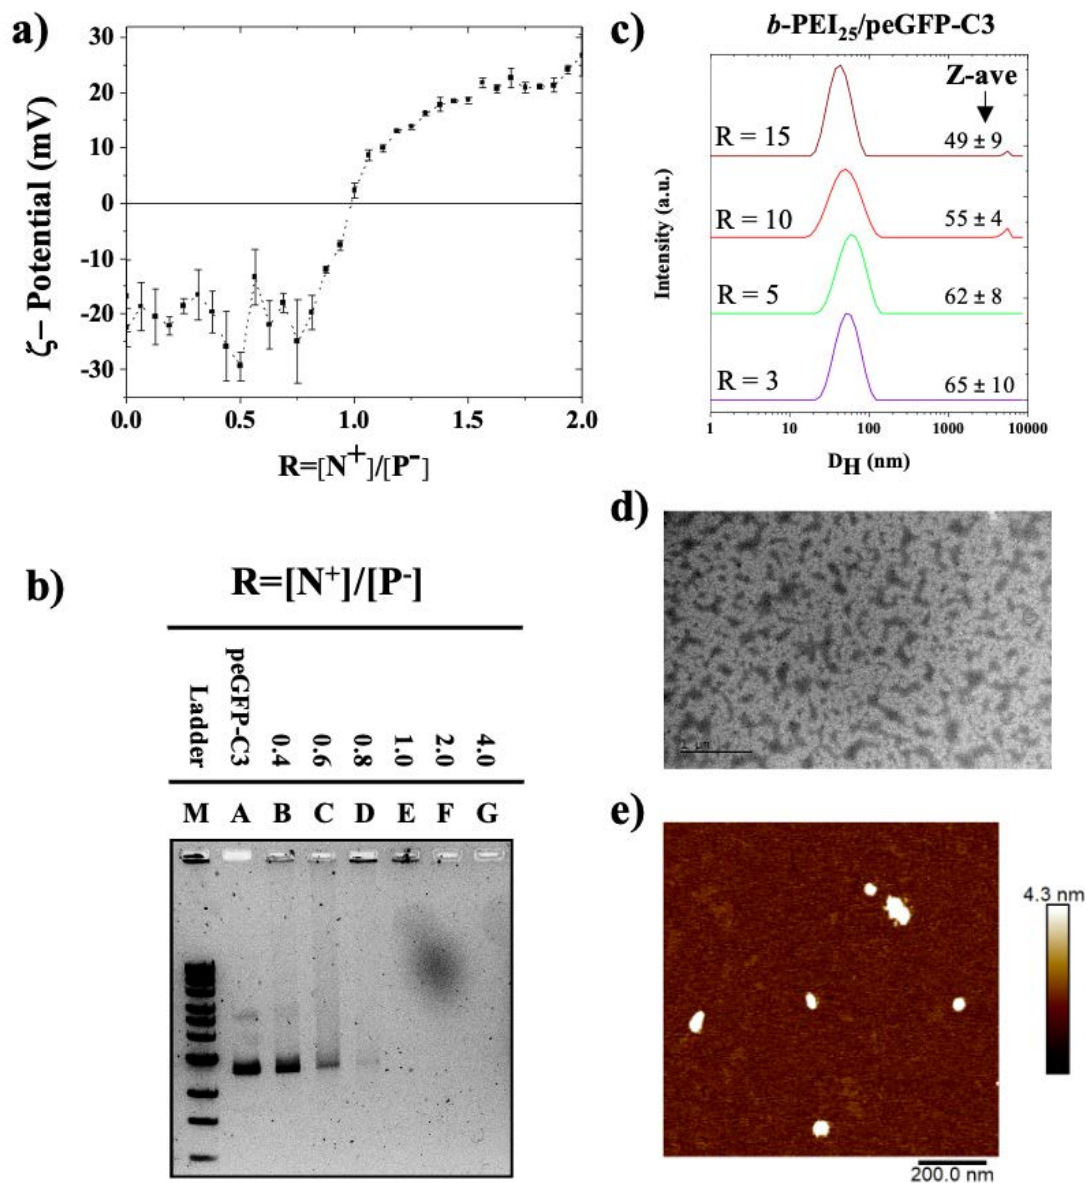 a)
30
20
10
0
-10
-20
-30
ζ– Potential (mV)
0.0 0.5 1.0 1.5 2.0
R=[N⁺]/[P⁻]
b)
R=[N⁺]/[P⁻]
Ladder peGFP-C3 0.4 0.6 0.8 1.0 2.0 4.0
M A B C D E F G
c)
b-PEI₂₅/peGFP-C3
Z-ave
R = 15 49 ± 9
R = 10 55 ± 4
R = 5 62 ± 8
R = 3 65 ± 10
Intensity (a.u.)
1 10 100 1000 10000
D_H (nm)
d)
1 μm
e)
4.3 nm
200.0 nm